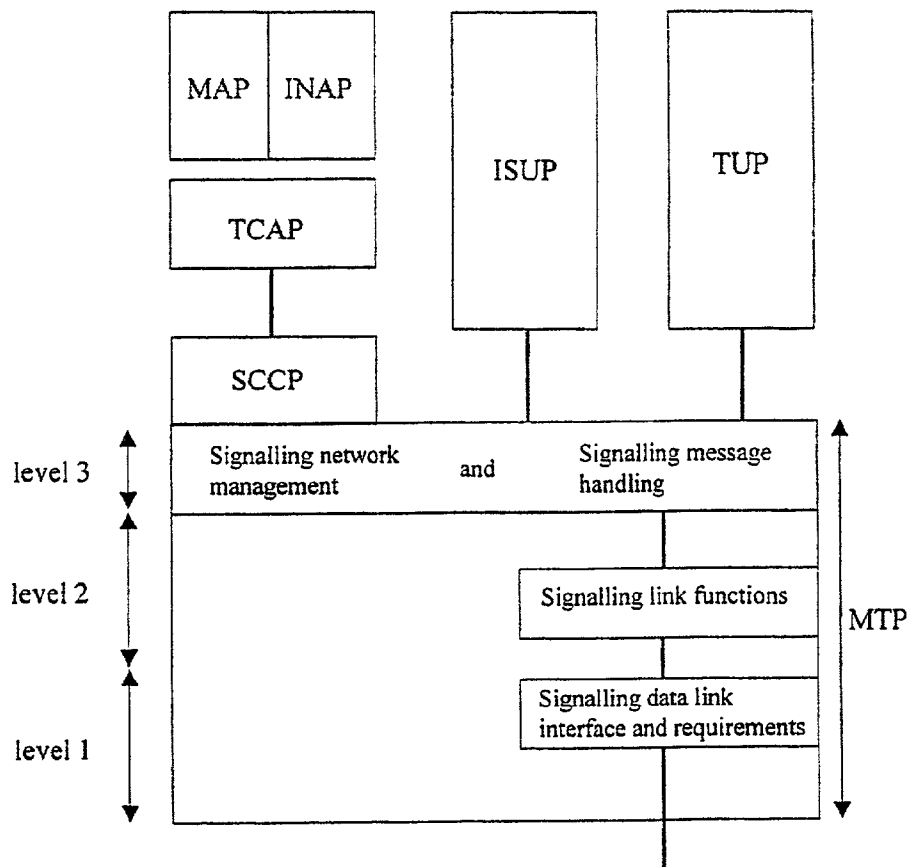 MAP INAP
ISUP
TUP
TCAP
SCCP
level 3
Signalling network
management
and
Signalling message
handling
level 2
Signalling link functions
MTP
Signalling data link
interface and requirements
level 1